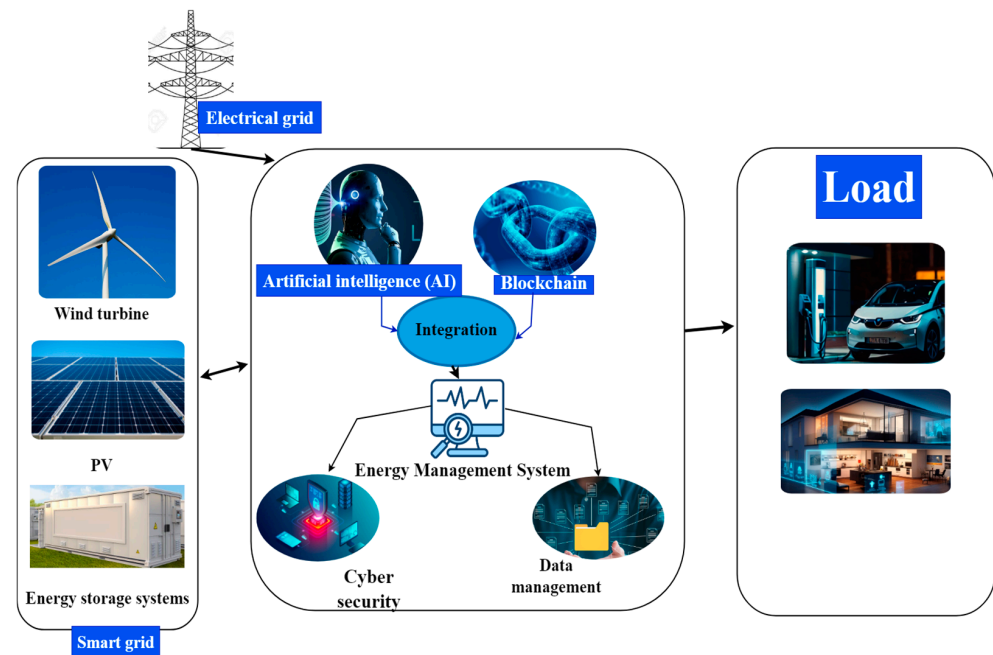 Electrical grid
Wind turbine
PV
Energy storage systems
Smart grid
Artificial intelligence (AI)
Blockchain
Integration
Energy Management System
Cyber
security
Data
management
Load